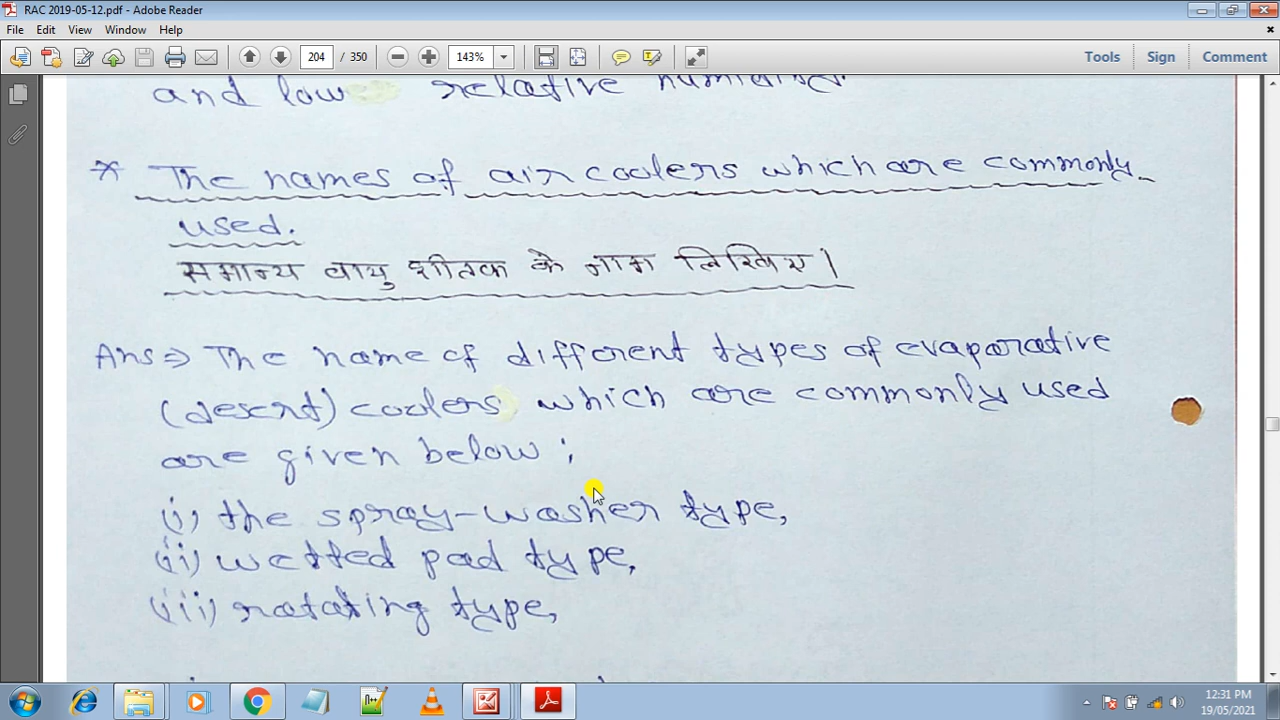 RAC 2019-05-12.pdf - Adobe Reader
File Edit View Window Help
204 / 350 143% Tools Sign Comment
and low relative humidity.
* The names of air coolers which are commonly
used.
समान्य वायु शीतक के नाम लिखिए।
Ans ⇒ The name of different types of evaporative
(desert) coolers which are commonly used
are given below ;
(i) the spray-washer type,
(ii) wetted pad type,
(iii) rotating type,
12:31 PM
19/05/2021